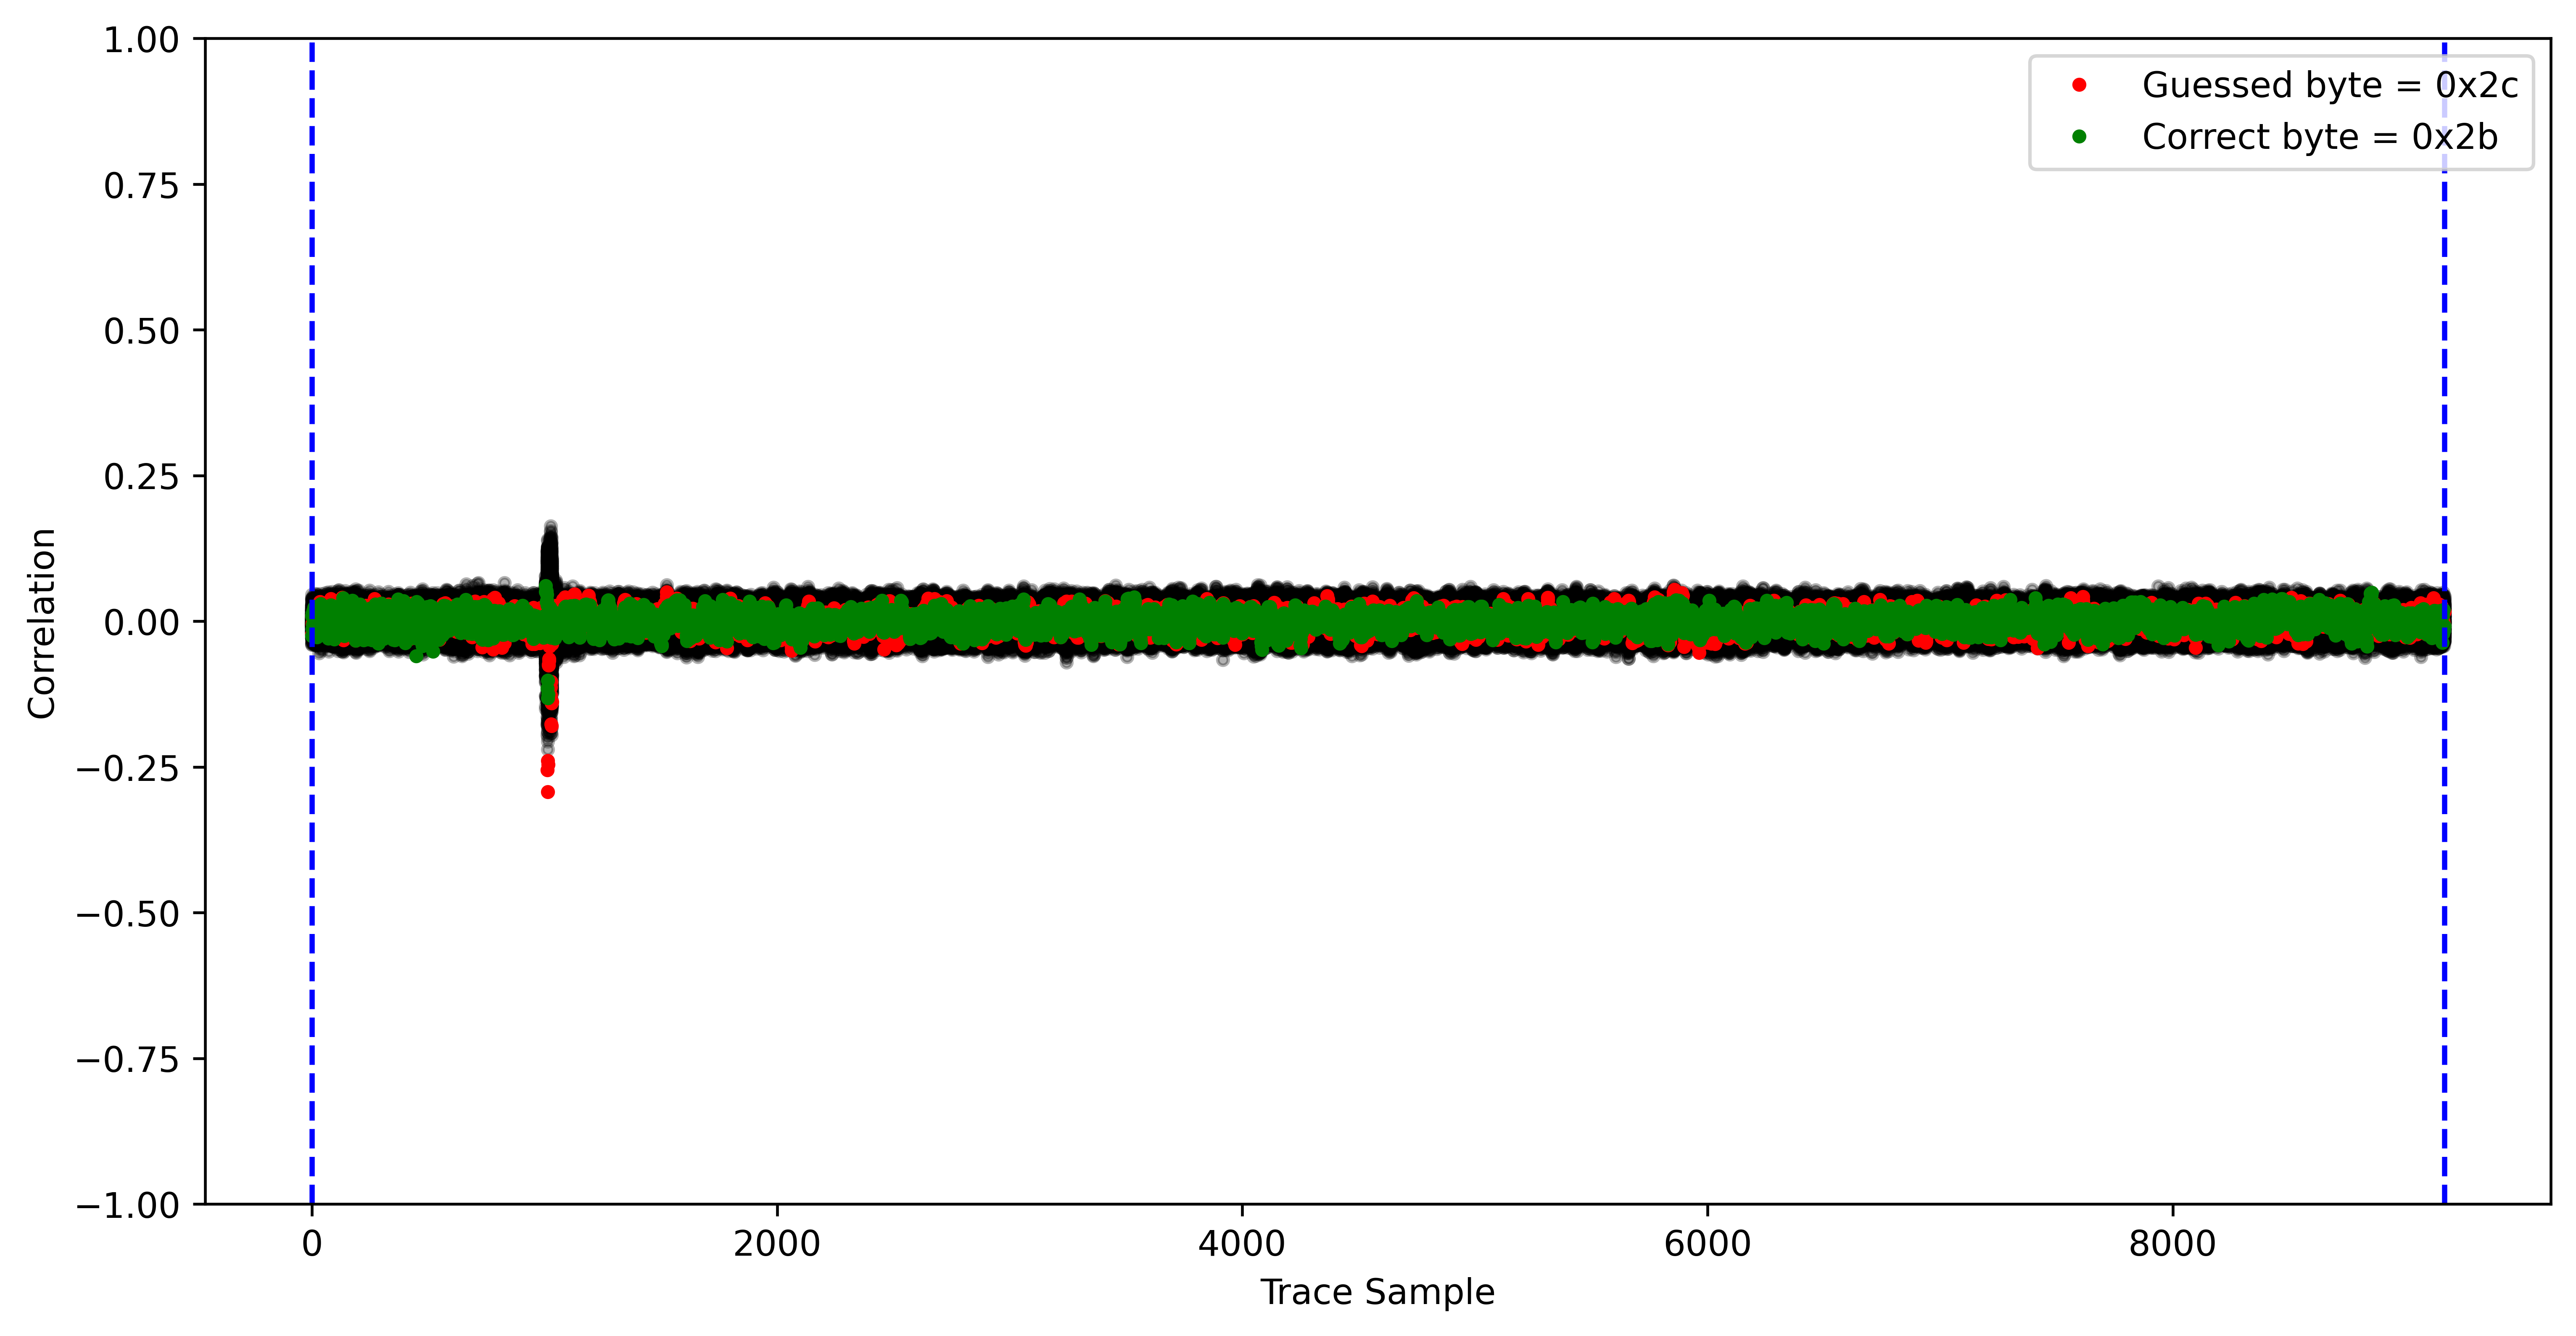 1.00
0.75
0.50
0.25
0.00
−0.25
−0.50
−0.75
−1.00
Correlation
Guessed byte = 0x2c
Correct byte = 0x2b
0 2000 4000 6000 8000
Trace Sample